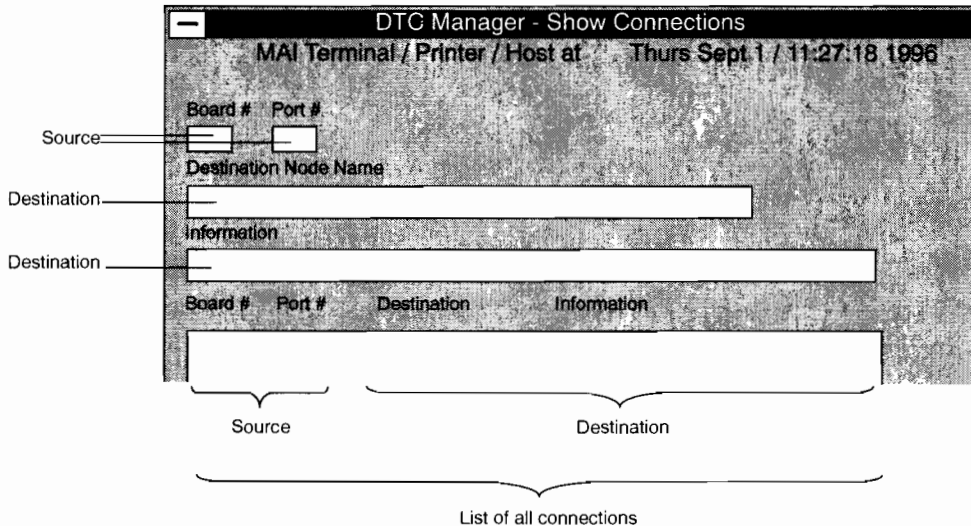 DTC Manager - Show Connections
MAI Terminal / Printer / Host at Thurs Sept 1 / 11:27:18 1996
Board # Port #
Source
Destination Node Name
Destination
Information
Destination
Board # Port # Destination Information
Source Destination
List of all connections